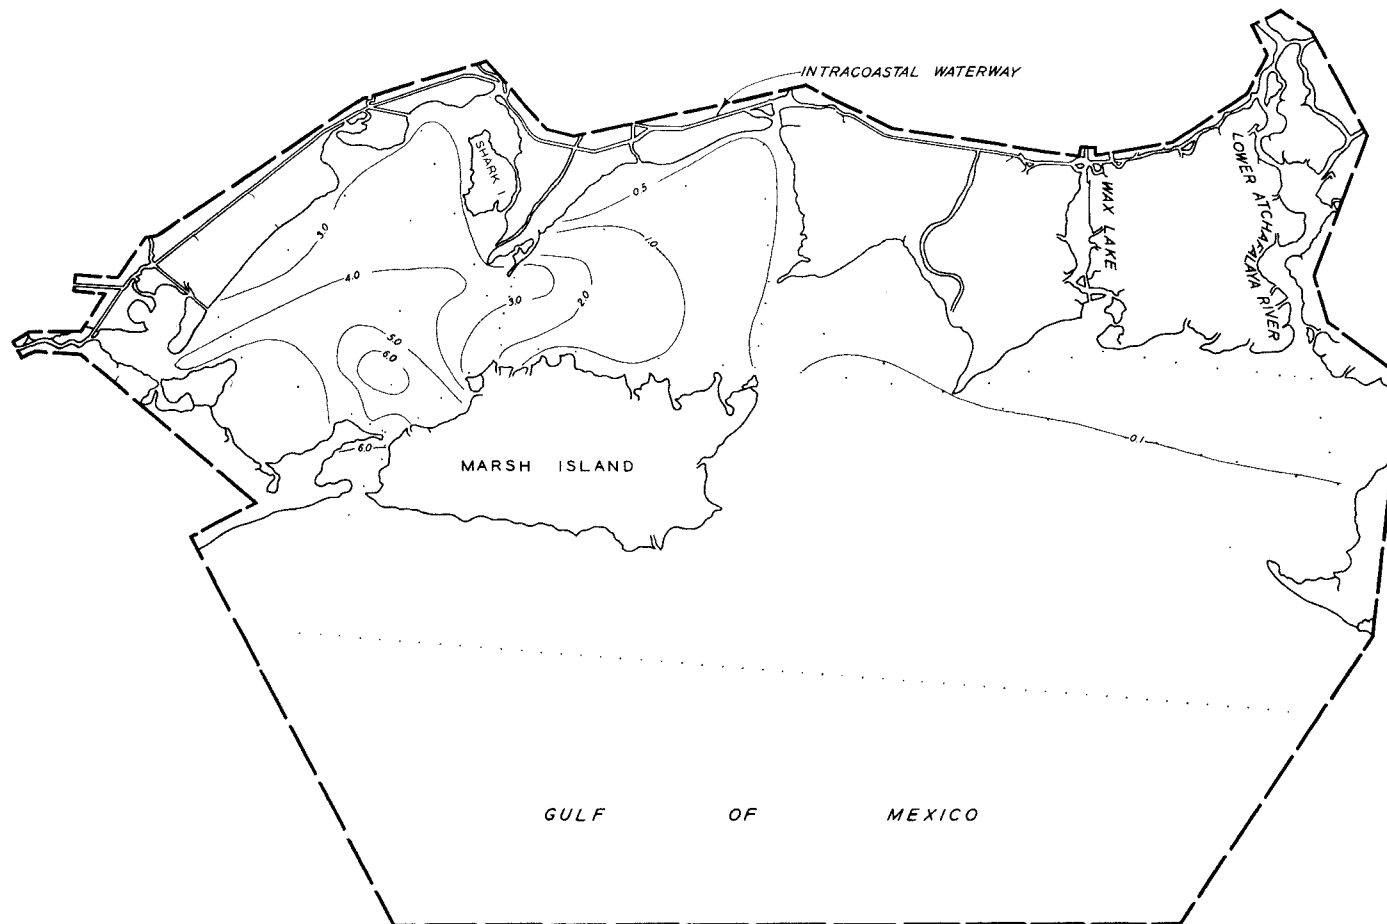 INTRACOASTAL WATERWAY
SHARK I
LOWER ATCHAFALAYA RIVER
WAX LAKE
0.5
3.0
1.0
4.0
3.0
2.0
5.0
6.0
6.0
0.1
MARSH ISLAND
GULF OF MEXICO